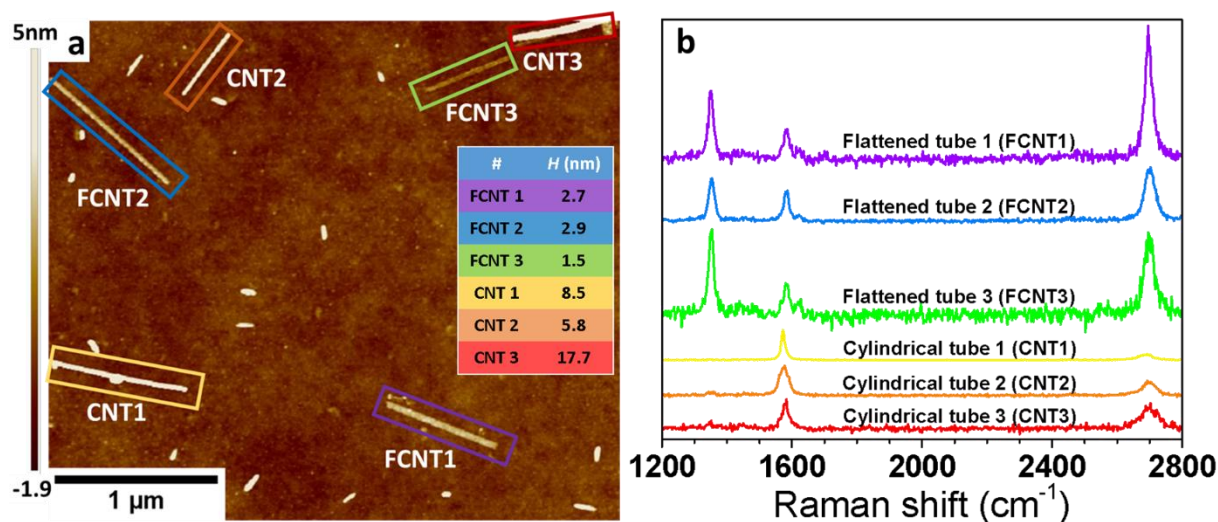 5nm
a
CNT2
CNT3
FCNT3
FCNT2
# H (nm)
FCNT 1 2.7
FCNT 2 2.9
FCNT 3 1.5
CNT 1 8.5
CNT 2 5.8
CNT 3 17.7
CNT1
FCNT1
-1.9
1 µm
b
Flattened tube 1 (FCNT1)
Flattened tube 2 (FCNT2)
Flattened tube 3 (FCNT3)
Cylindrical tube 1 (CNT1)
Cylindrical tube 2 (CNT2)
Cylindrical tube 3 (CNT3)
1200 1600 2000 2400 2800
Raman shift (cm⁻¹)